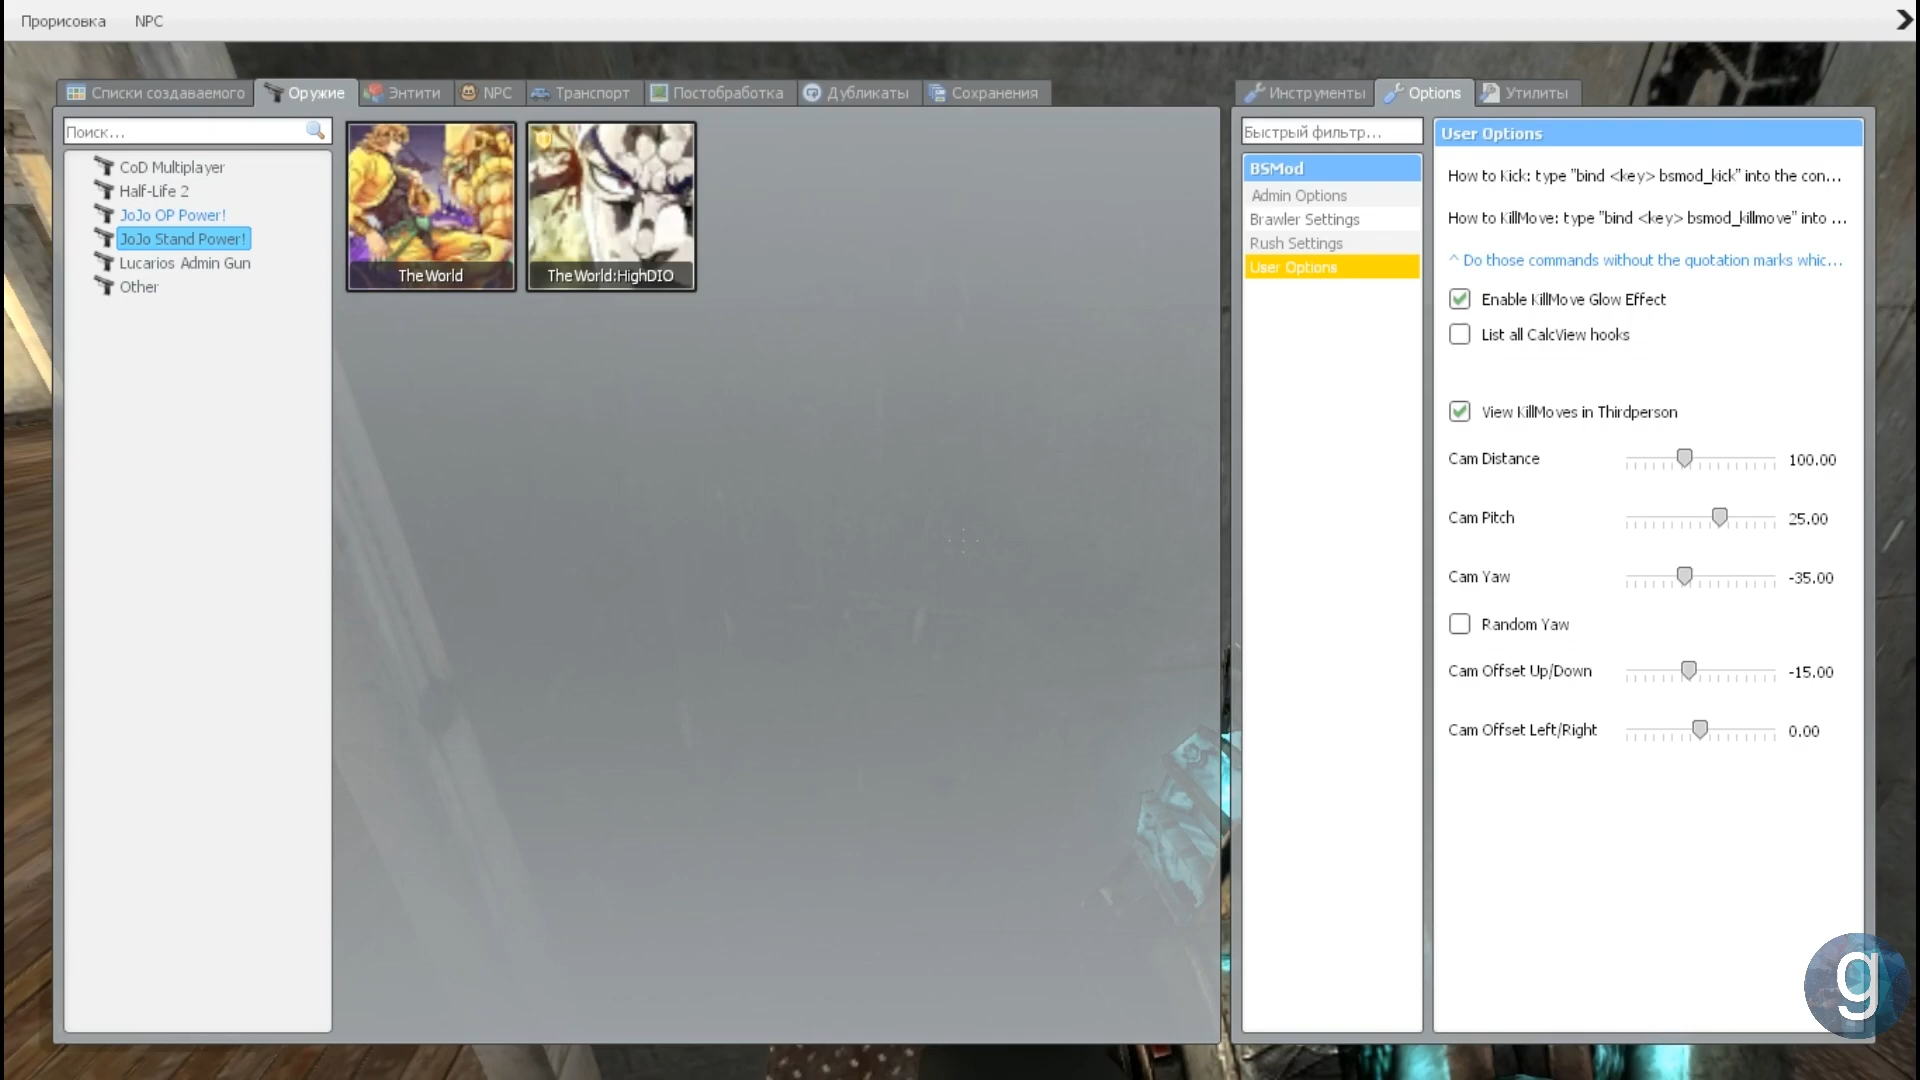 Прорисовка NPC
Списки создаваемого Оружие Энтити NPC Транспорт Постобработка Дубликаты Сохранения
Поиск...
CoD Multiplayer
Half-Life 2
JoJo OP Power!
JoJo Stand Power!
Lucarios Admin Gun
Other
The World
The World:HighDIO
Инструменты Options Утилиты
Быстрый фильтр...
BSMod
Admin Options
Brawler Settings
Rush Settings
User Options
User Options
How to Kick: type "bind <key> bsmod_kick" into the con...
How to KillMove: type "bind <key> bsmod_killmove" into ...
^ Do those commands without the quotation marks whic...
Enable KillMove Glow Effect
List all CalcView hooks
View KillMoves in Thirdperson
Cam Distance 100.00
Cam Pitch 25.00
Cam Yaw -35.00
Random Yaw
Cam Offset Up/Down -15.00
Cam Offset Left/Right 0.00
g